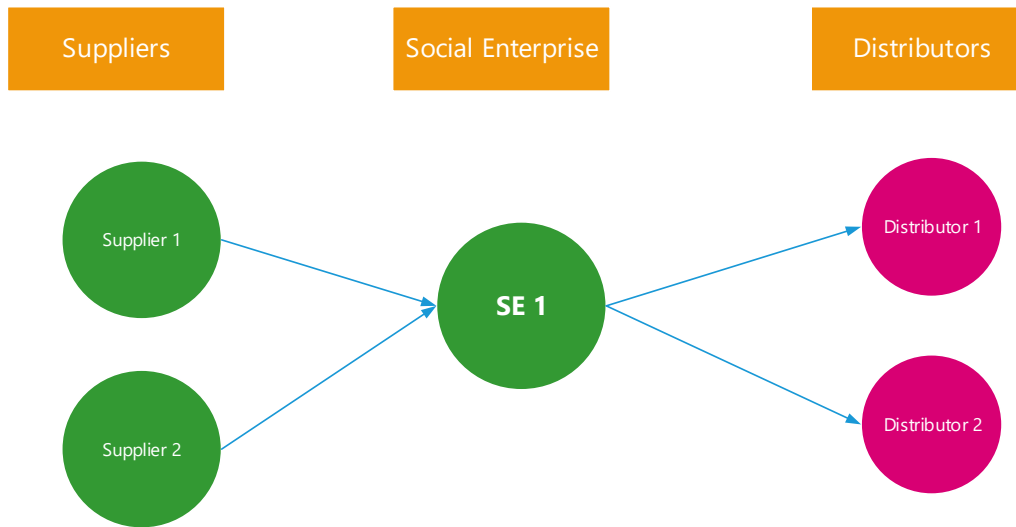 Suppliers
Social Enterprise
Distributors
Supplier 1
Distributor 1
SE 1
Supplier 2
Distributor 2